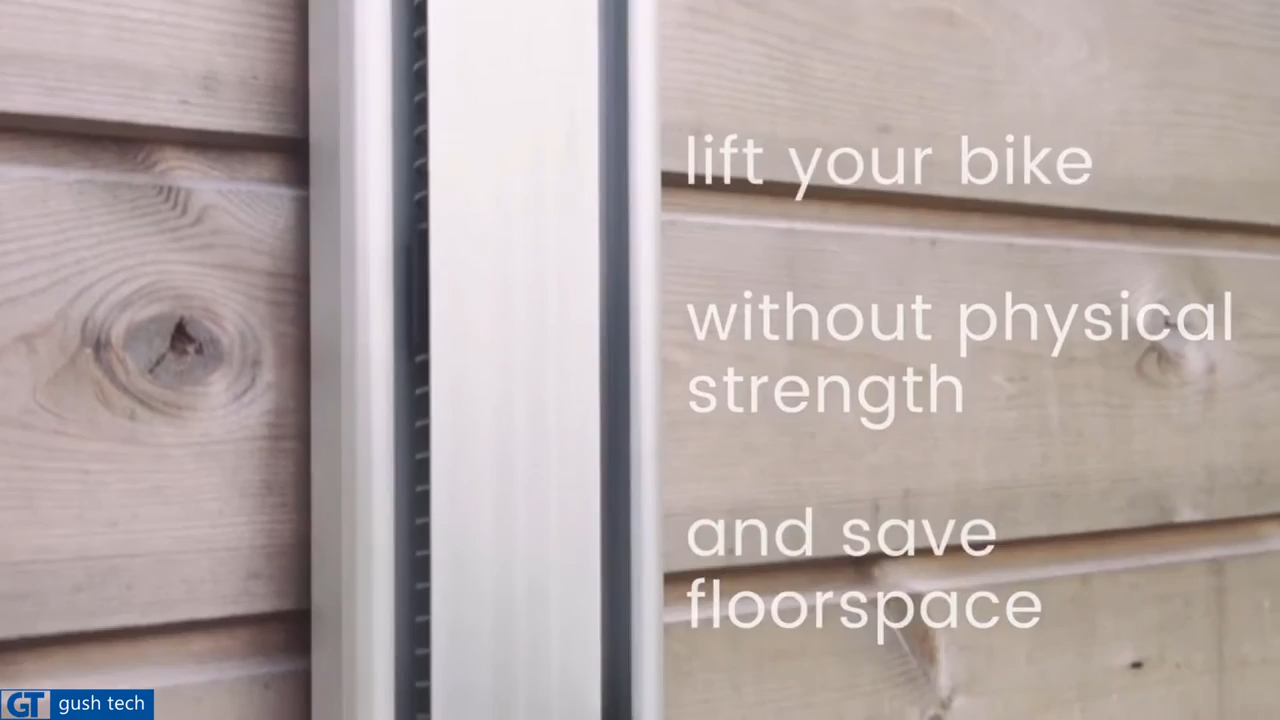 lift your bike
without physical
strength
and save
floorspace
GT gush tech